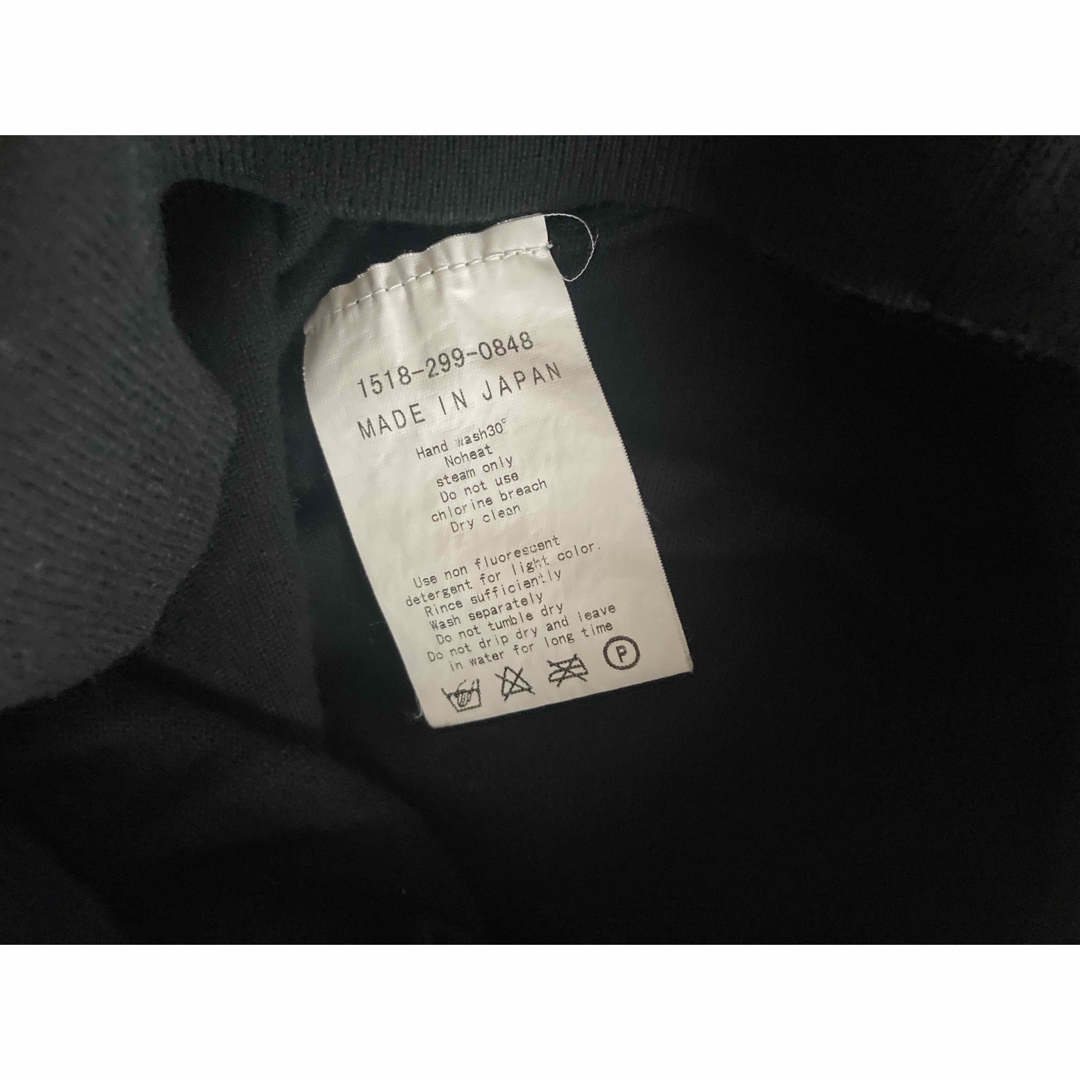 1518-299-0848
MADE IN JAPAN
Hand wash30°
Noheat
steam only
Do not use
chlorine breach
Dry clean
Use non fluorescent
detergent for light color.
Rince sufficiently
Wash separately
Do not tumble dry
Do not drip dry and leave
in water for long time
P